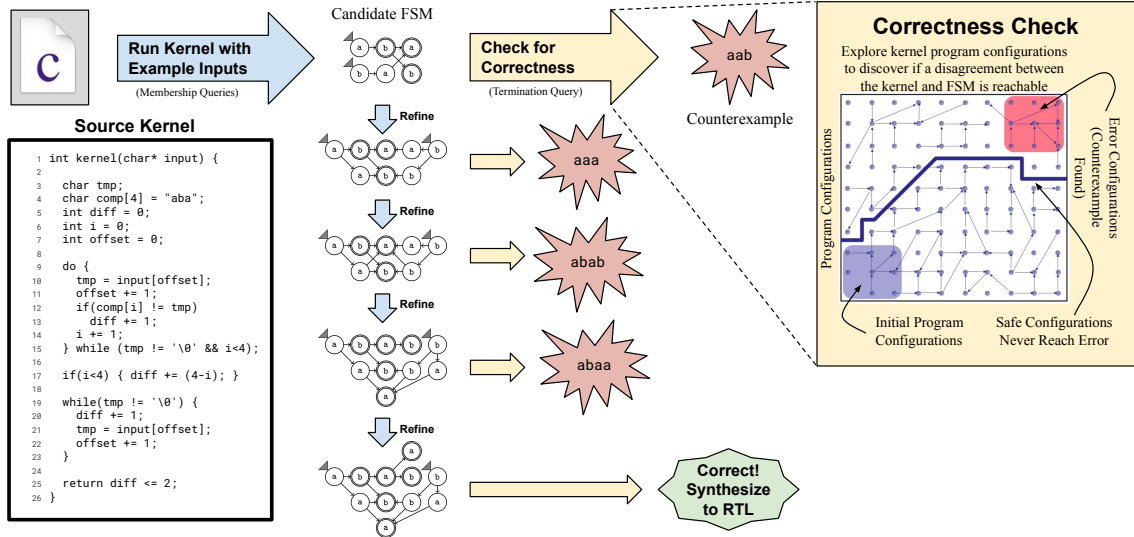 C
Run Kernel with
Example Inputs
(Membership Queries)
Candidate FSM
a b a
b a b
Check for
Correctness
(Termination Query)
aab
Counterexample
Correctness Check
Explore kernel program configurations
to discover if a disagreement between
the kernel and FSM is reachable
Program Configurations
Error Configurations
(Counterexample
Found)
Initial Program
Configurations
Safe Configurations
Never Reach Error
Source Kernel
1 int kernel(char* input) {
2
3 char tmp;
4 char comp[4] = "aba";
5 int diff = 0;
6 int i = 0;
7 int offset = 0;
8
9 do {
10 tmp = input[offset];
11 offset += 1;
12 if(comp[i] != tmp)
13 diff += 1;
14 i += 1;
15 } while (tmp != '\0' && i<4);
16
17 if(i<4) { diff += (4-i); }
18
19 while(tmp != '\0') {
20 diff += 1;
21 tmp = input[offset];
22 offset += 1;
23 }
24
25 return diff <= 2;
26 }
Refine
a b a b b
a b a
aaa
Refine
a b a b b
a b a
abab
Refine
a b a b b
a b a a
a
abaa
Refine
a
a b a b b
a b b a
a
Correct!
Synthesize
to RTL